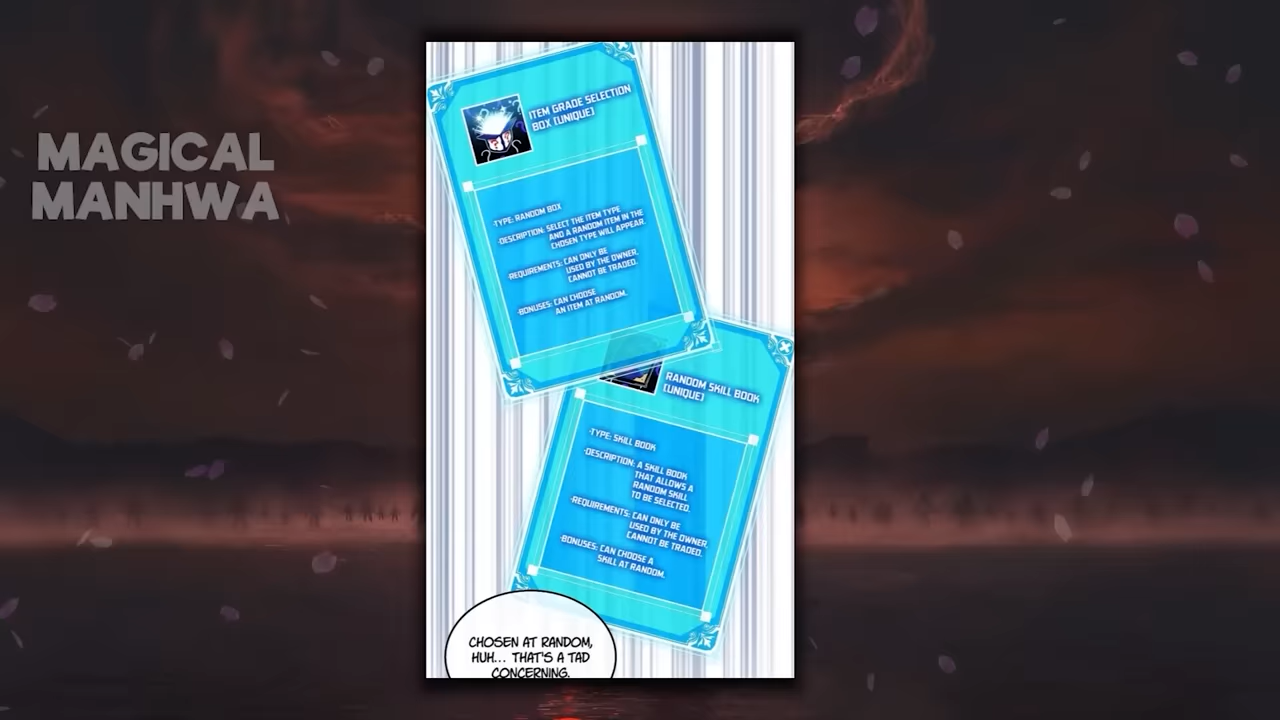 MAGICAL
MANHWA
ITEM GRADE SELECTION
BOX [UNIQUE]
·TYPE: RANDOM BOX
·DESCRIPTION: SELECT THE ITEM TYPE
AND A RANDOM ITEM IN THE
CHOSEN TYPE WILL APPEAR.
·REQUIREMENTS: CAN ONLY BE
USED BY THE OWNER.
CANNOT BE TRADED.
·BONUSES: CAN CHOOSE
AN ITEM AT RANDOM.
RANDOM SKILL BOOK
[UNIQUE]
·TYPE: SKILL BOOK
·DESCRIPTION: A SKILL BOOK
THAT ALLOWS A
RANDOM SKILL
TO BE SELECTED.
·REQUIREMENTS: CAN ONLY BE
USED BY THE OWNER.
CANNOT BE TRADED.
·BONUSES: CAN CHOOSE A
SKILL AT RANDOM.
CHOSEN AT RANDOM,
HUH... THAT'S A TAD
CONCERNING.